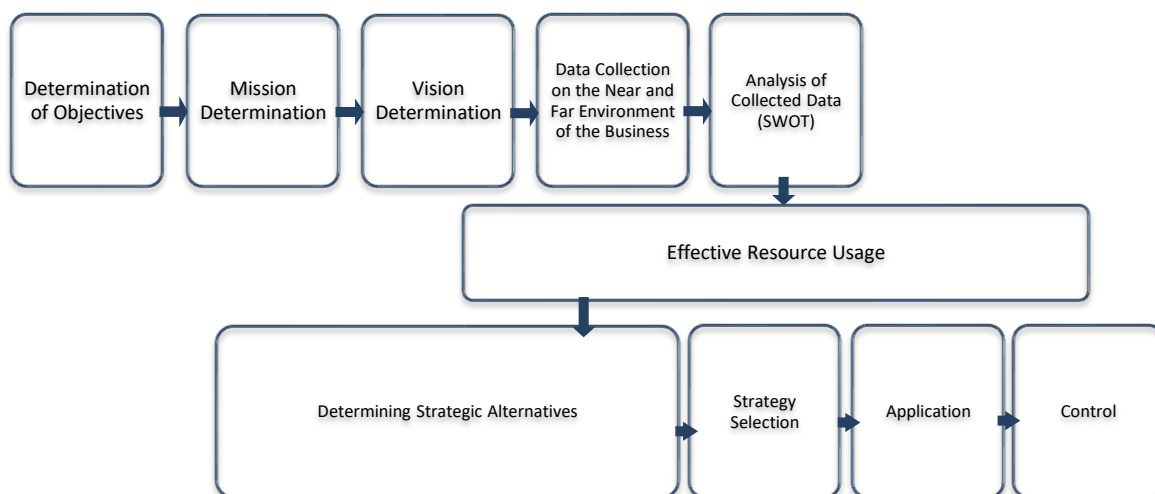 Determination
of Objectives
Mission
Determination
Vision
Determination
Data Collection
on the Near and
Far Environment
of the Business
Analysis of
Collected Data
(SWOT)
Effective Resource Usage
Determining Strategic Alternatives
Strategy
Selection
Application
Control